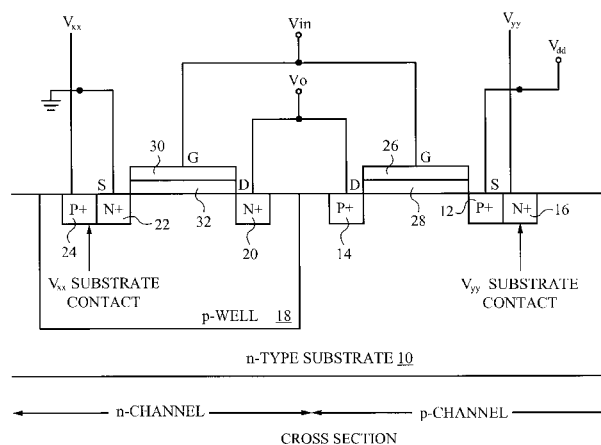 Vxx
Vin
Vyy
Vdd
Vo
30
G
26
G
S
D
D
S
P+
N+
22
32
N+
P+
28
12
P+
N+
16
24
20
14
Vxx SUBSTRATE
CONTACT
Vyy SUBSTRATE
CONTACT
p-WELL 18
n-TYPE SUBSTRATE 10
n-CHANNEL
p-CHANNEL
CROSS SECTION